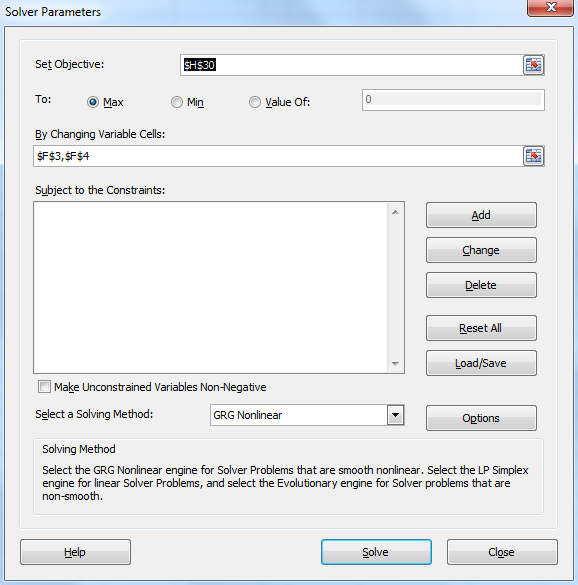 Solver Parameters
Set Objective:
$H$30
To:
Max
Min
Value Of:
0
By Changing Variable Cells:
$F$3,$F$4
Subject to the Constraints:
Add
Change
Delete
Reset All
Load/Save
Make Unconstrained Variables Non-Negative
Select a Solving Method:
GRG Nonlinear
Options
Solving Method
Select the GRG Nonlinear engine for Solver Problems that are smooth nonlinear. Select the LP Simplex
engine for linear Solver Problems, and select the Evolutionary engine for Solver problems that are
non-smooth.
Help
Solve
Close